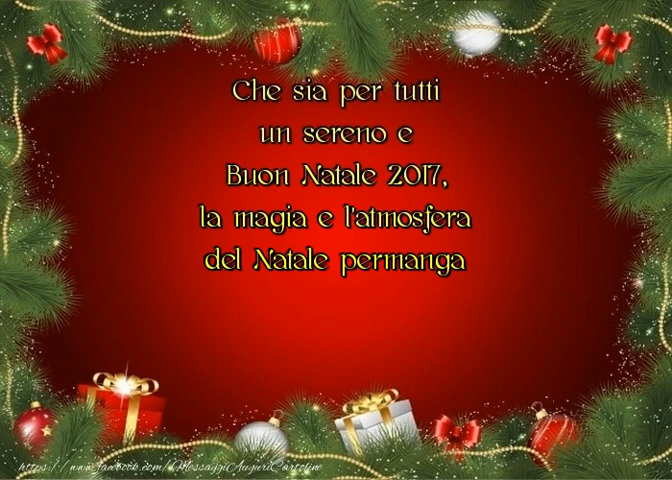 Che sia per tutti
un sereno e
Buon Natale 2017,
la magia e l'atmosfera
del Natale permanga
https://www.facebook.com/MessaggiAuguriCartoline